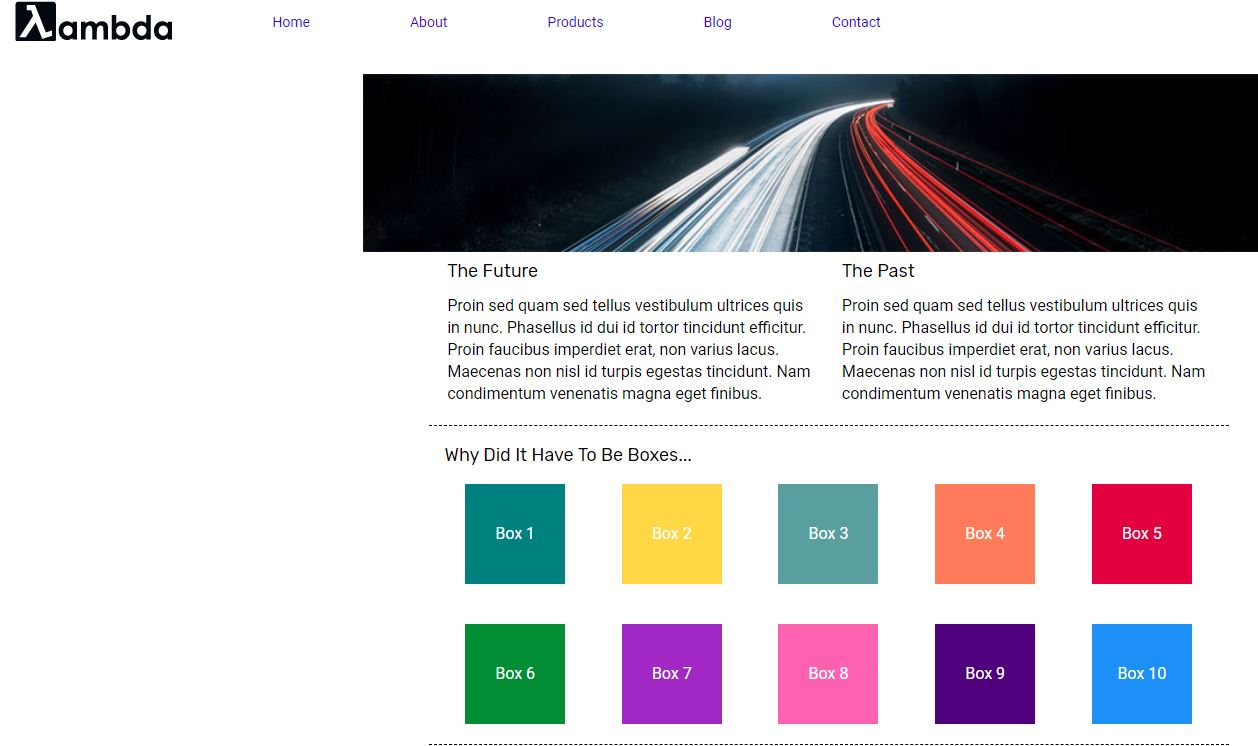 λambda
Home About Products Blog Contact
The Future
Proin sed quam sed tellus vestibulum ultrices quis
in nunc. Phasellus id dui id tortor tincidunt efficitur.
Proin faucibus imperdiet erat, non varius lacus.
Maecenas non nisl id turpis egestas tincidunt. Nam
condimentum venenatis magna eget finibus.
The Past
Proin sed quam sed tellus vestibulum ultrices quis
in nunc. Phasellus id dui id tortor tincidunt efficitur.
Proin faucibus imperdiet erat, non varius lacus.
Maecenas non nisl id turpis egestas tincidunt. Nam
condimentum venenatis magna eget finibus.
Why Did It Have To Be Boxes...
Box 1 Box 2 Box 3 Box 4 Box 5
Box 6 Box 7 Box 8 Box 9 Box 10